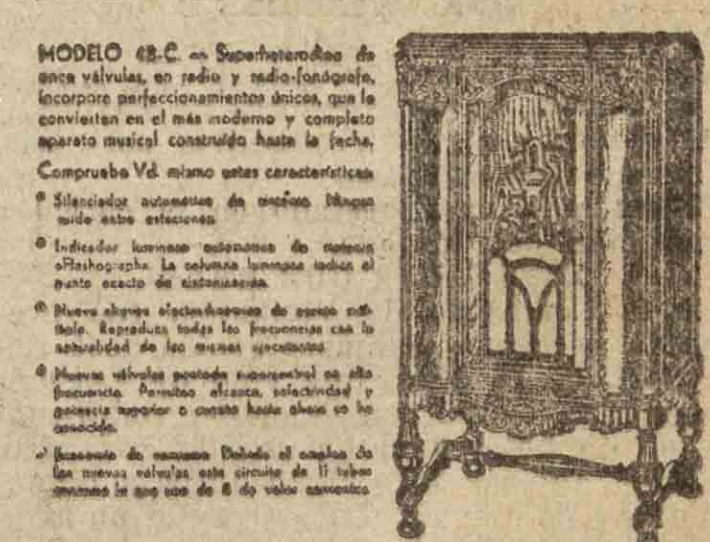 MODELO 48-C. — Superheterodino de
once válvulas, en radio y radio-fonógrafo,
incorpora perfeccionamientos únicos, que lo
convierten en el más moderno y completo
aparato musical construído hasta la fecha.
Compruebe Vd. mismo estas características
Silenciador automático de Ningún
ruido entre estaciones
Indicador luminoso automático de
«Flashograph». La columna luminosa indica el
punto exacto de sintonización.
Nuevo altavoz electrodinámico de
Reproduce todas las frecuencias con la
naturalidad de los mismos ejecutantes
Nuevas válvulas pentodo supercontrol en alta
frecuencia. Permiten alcance, selectividad y
potencia superior a cuanto hasta ahora se ha
conocido.
Economía de consumo Debido al empleo de
las nuevas válvulas este circuito de 11 tubos
consume lo que uno de 8 de valor